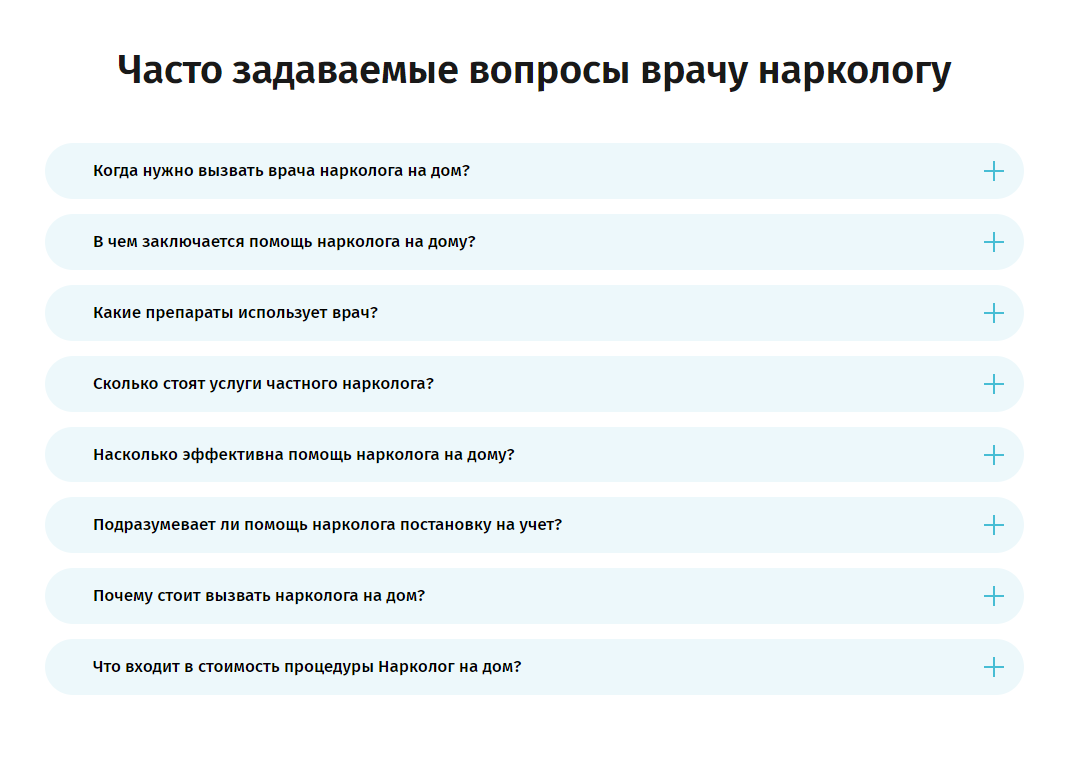 Часто задаваемые вопросы врачу наркологу
Когда нужно вызвать врача нарколога на дом?
В чем заключается помощь нарколога на дому?
Какие препараты использует врач?
Сколько стоят услуги частного нарколога?
Насколько эффективна помощь нарколога на дому?
Подразумевает ли помощь нарколога постановку на учет?
Почему стоит вызвать нарколога на дом?
Что входит в стоимость процедуры Нарколог на дом?